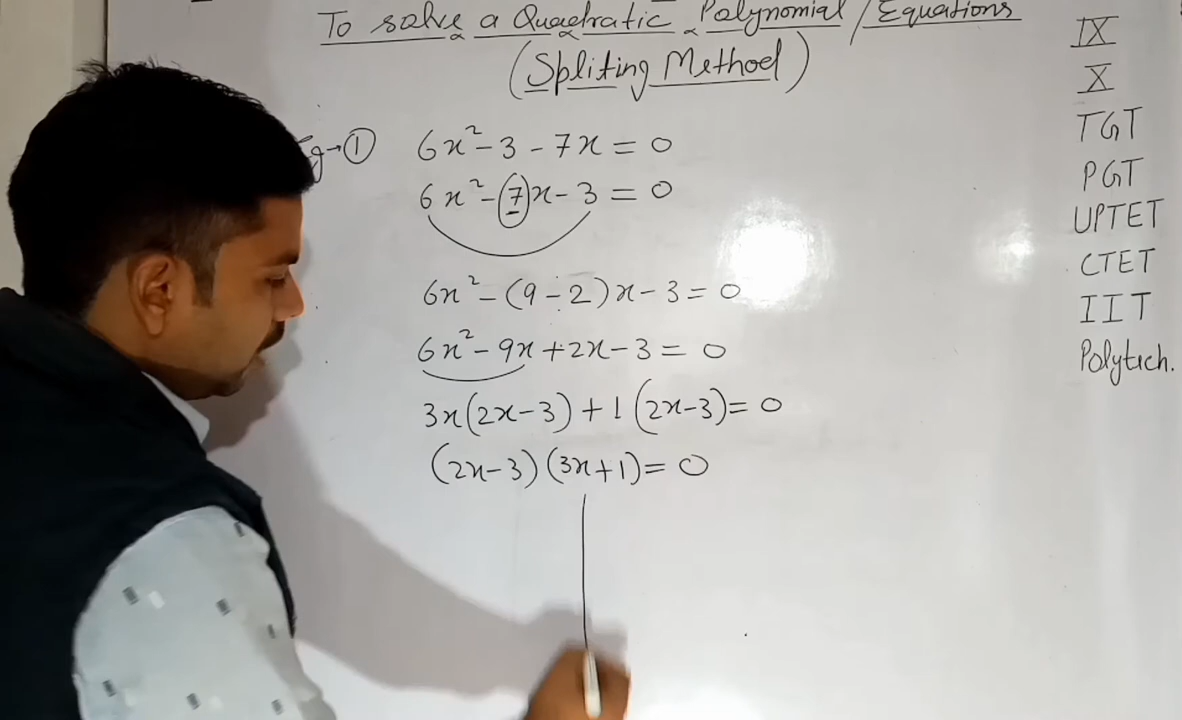 To solve a Quadratic Polynomial / Equations
(Spliting Method)
g→① 6x²-3-7x=0
6x²-(7)x-3=0
6x²-(9-2)x-3=0
6x²-9x+2x-3=0
3x(2x-3)+1(2x-3)=0
(2x-3)(3x+1)=0
IX
X
TGT
PGT
UPTET
CTET
IIT
Polytech.